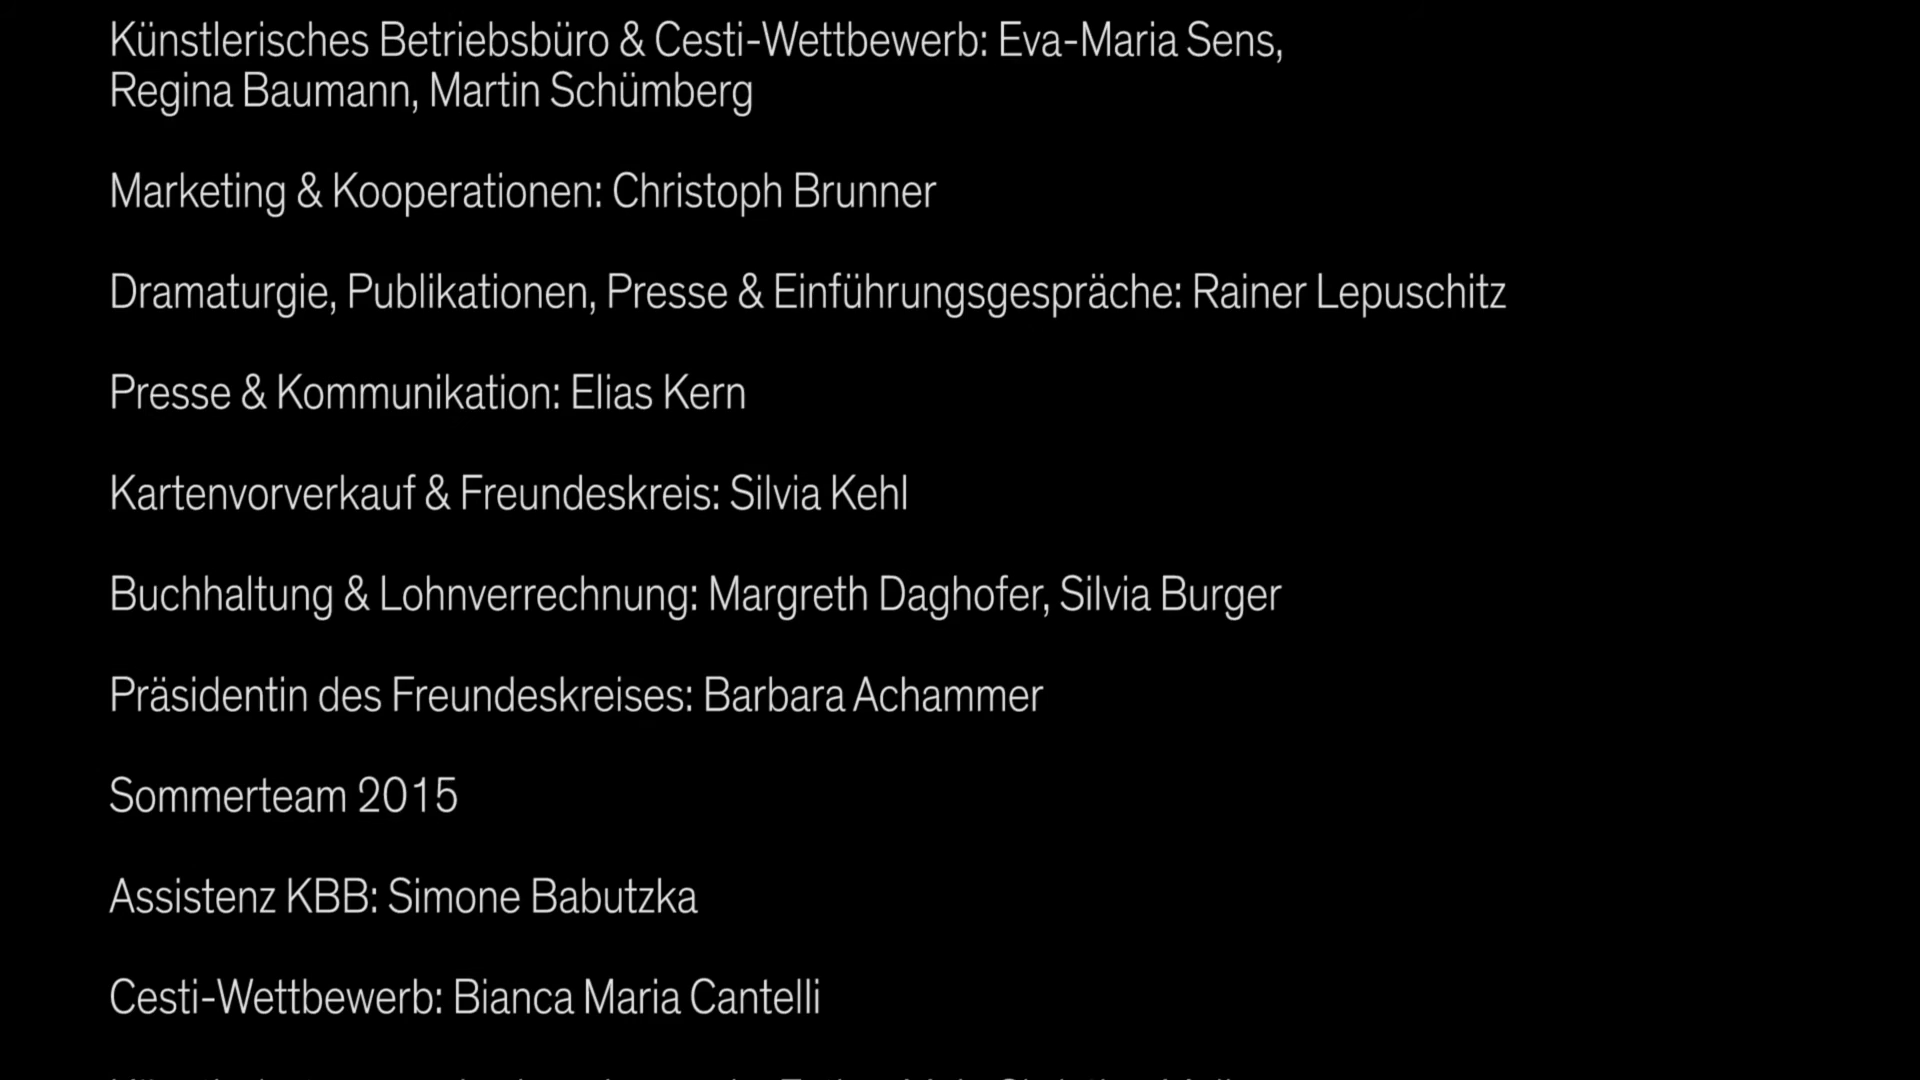 Künstlerisches Betriebsbüro & Cesti-Wettbewerb: Eva-Maria Sens,
Regina Baumann, Martin Schümberg
Marketing & Kooperationen: Christoph Brunner
Dramaturgie, Publikationen, Presse & Einführungsgespräche: Rainer Lepuschitz
Presse & Kommunikation: Elias Kern
Kartenvorverkauf & Freundeskreis: Silvia Kehl
Buchhaltung & Lohnverrechnung: Margreth Daghofer, Silvia Burger
Präsidentin des Freundeskreises: Barbara Achammer
Sommerteam 2015
Assistenz KBB: Simone Babutzka
Cesti-Wettbewerb: Bianca Maria Cantelli